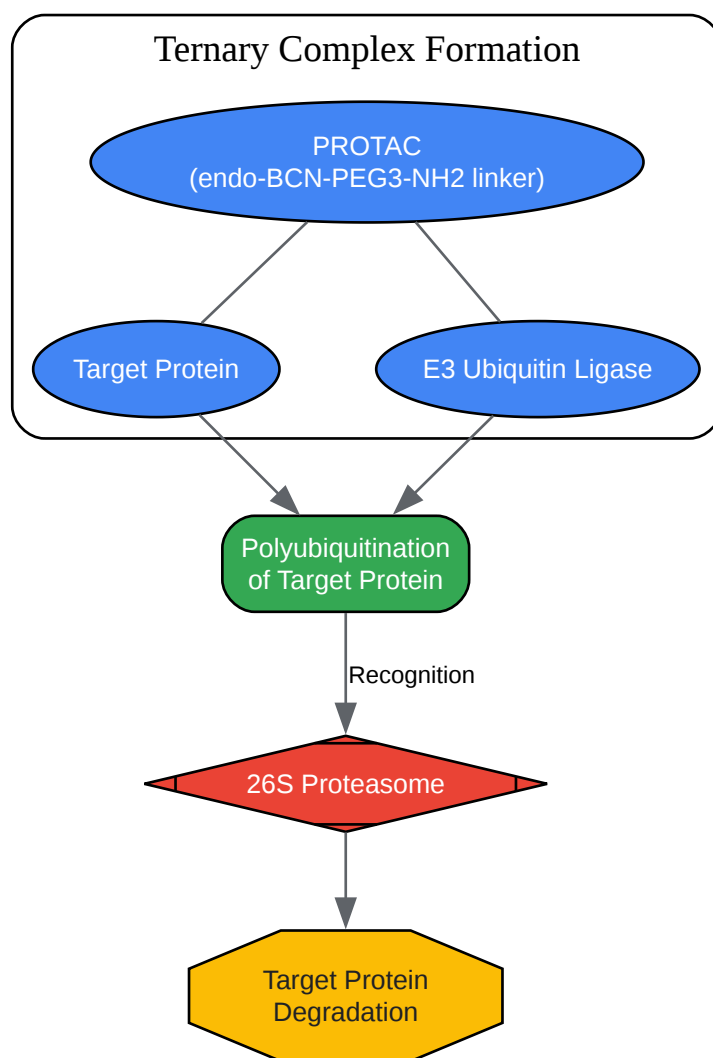 Ternary Complex Formation
PROTAC
(endo-BCN-PEG3-NH2 linker)
Target Protein
E3 Ubiquitin Ligase
Polyubiquitination
of Target Protein
Recognition
26S Proteasome
Target Protein
Degradation